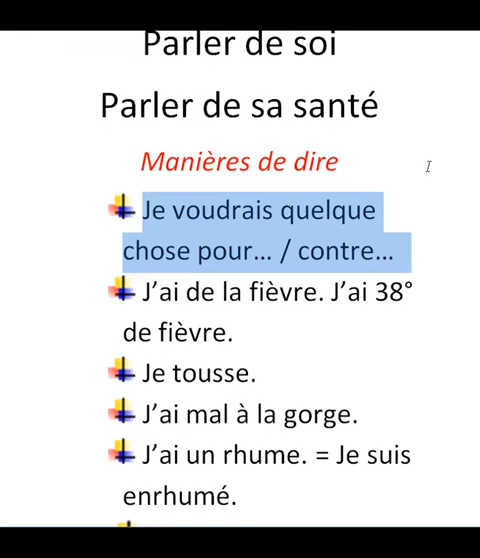 Parler de soi
Parler de sa santé
Manières de dire
Je voudrais quelque
chose pour... / contre...
J'ai de la fièvre. J'ai 38°
de fièvre.
Je tousse.
J'ai mal à la gorge.
J'ai un rhume. = Je suis
enrhumé.